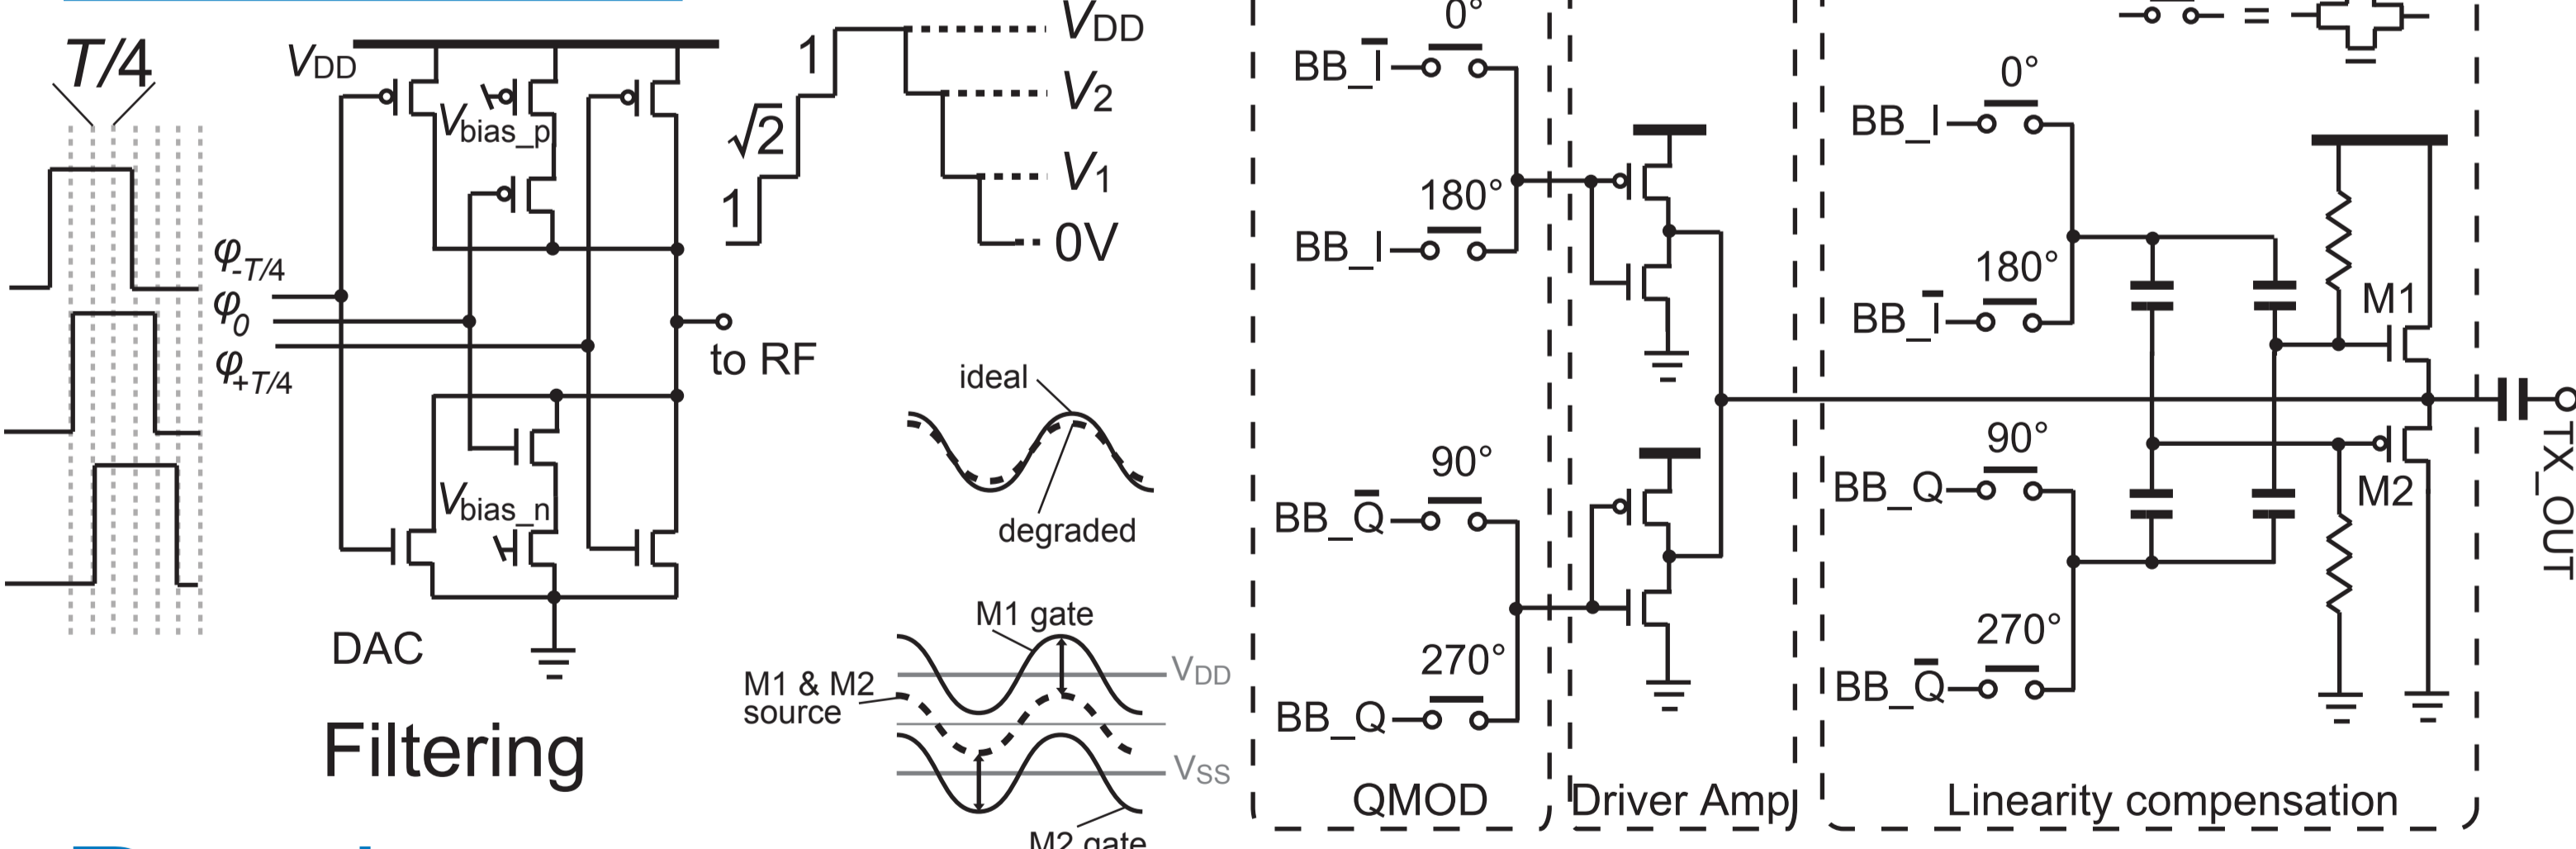 T/4
φ-T/4
φ0
φ+T/4
VDD
Vbias_p
Vbias_n
to RF
DAC
Filtering
1
√2
1
VDD
V2
V1
0V
ideal
degraded
M1 gate
M1 & M2
source
VDD
VSS
M2 gate
0°
BB_I̅
180°
BB_I
90°
BB_Q̅
270°
BB_Q
QMOD
Driver Amp
=
0°
BB_I
180°
BB_I̅
90°
BB_Q
270°
BB_Q̅
M1
M2
TX_OUT
Linearity compensation